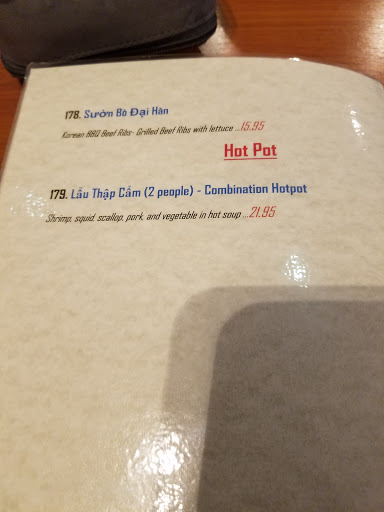 178. Sườn Bò Đại Hàn
Korean BBQ Beef Ribs- Grilled Beef Ribs with lettuce ...15.95
Hot Pot
179. Lẩu Thập Cẩm (2 people) - Combination Hotpot
Shrimp, squid, scallop, pork, and vegetable in hot soup ...21.95